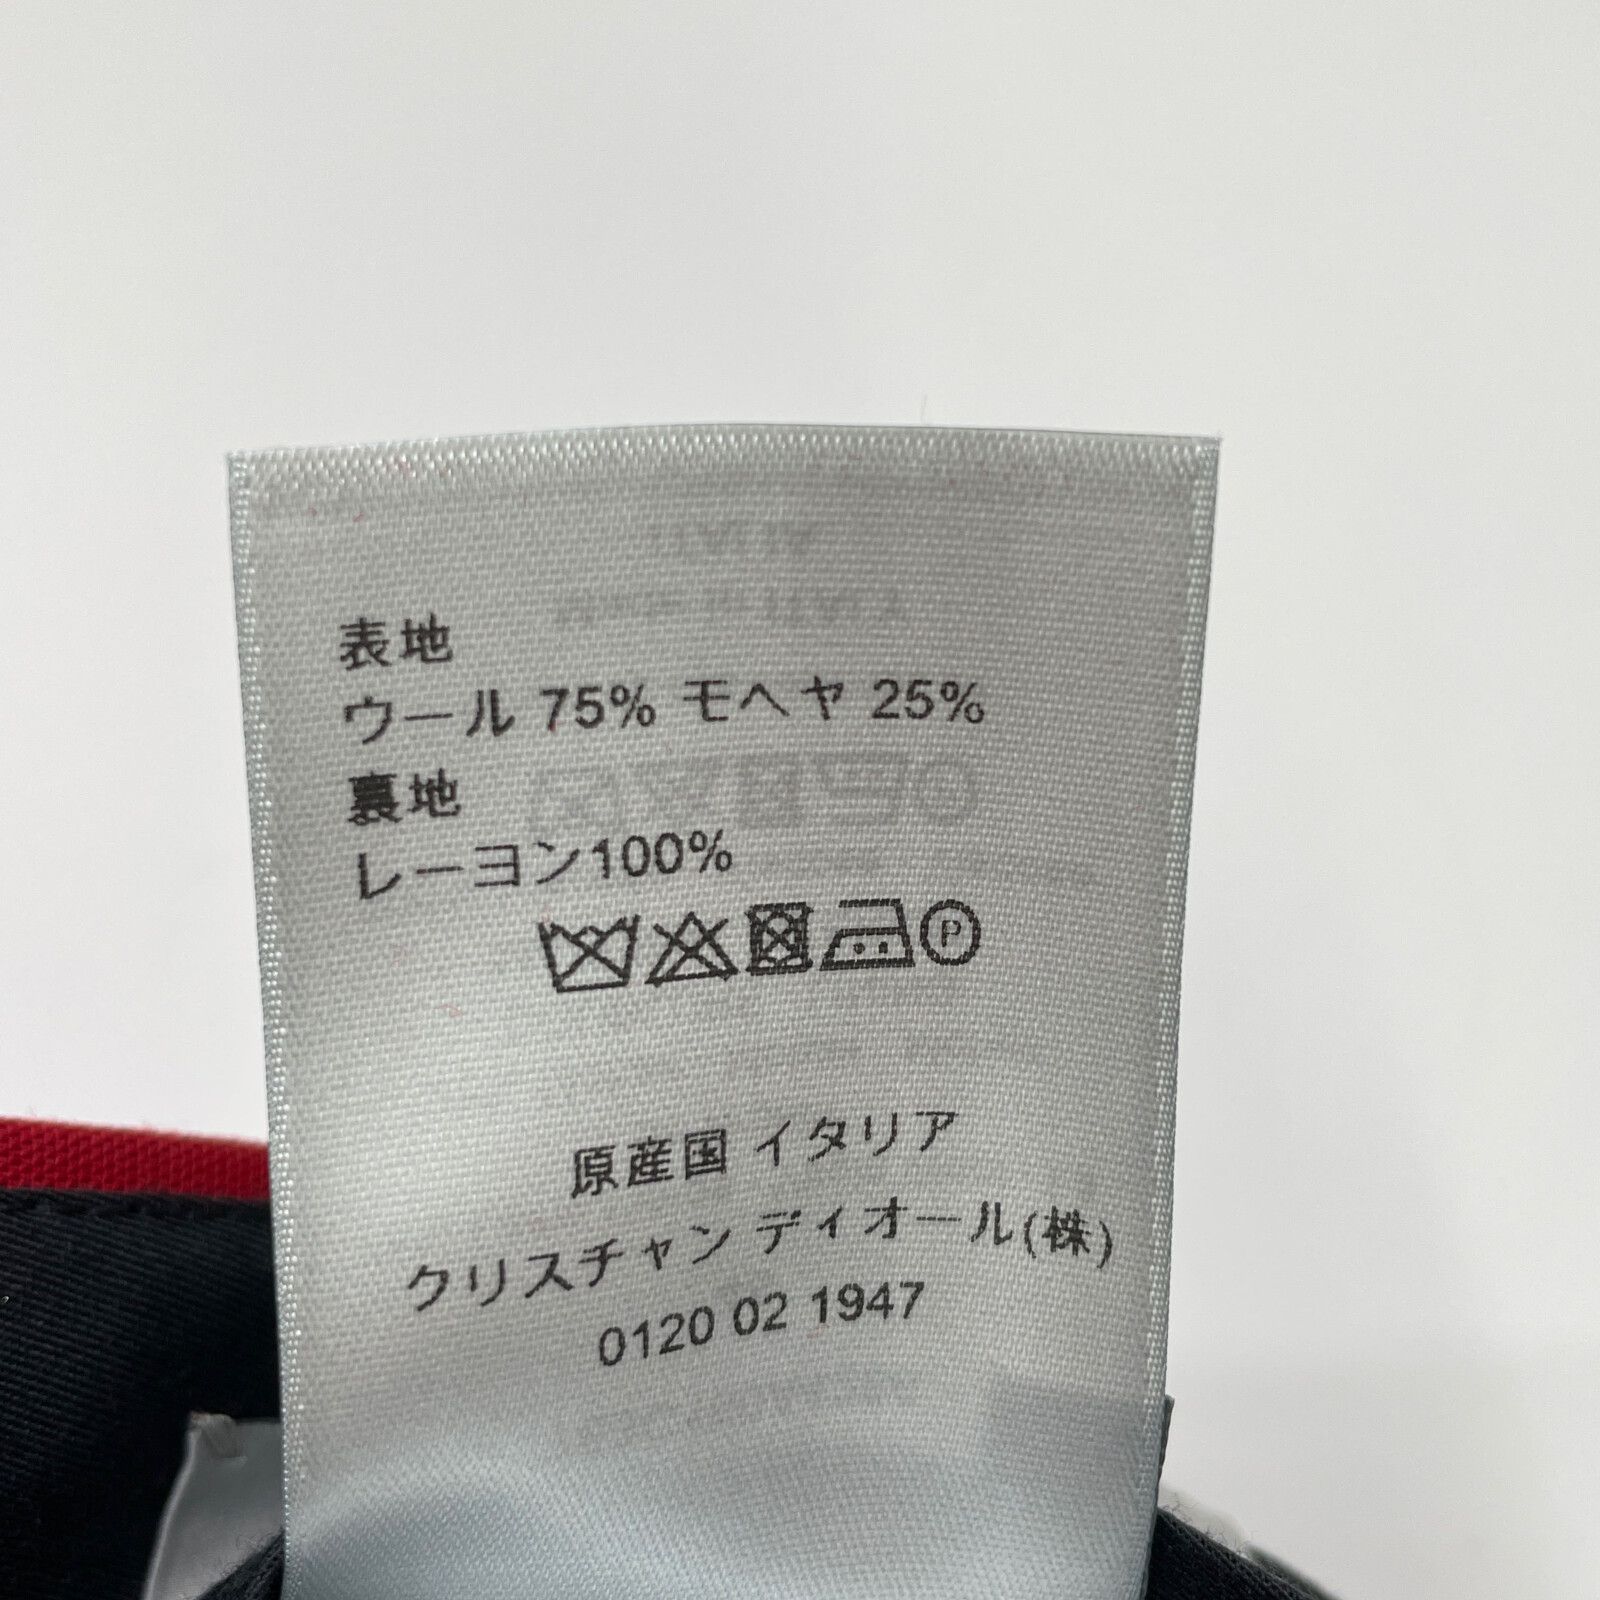 表地
ウール 75% モヘヤ 25%
裏地
レーヨン100%
P
原産国 イタリア
クリスチャン ディオール(株)
0120 02 1947